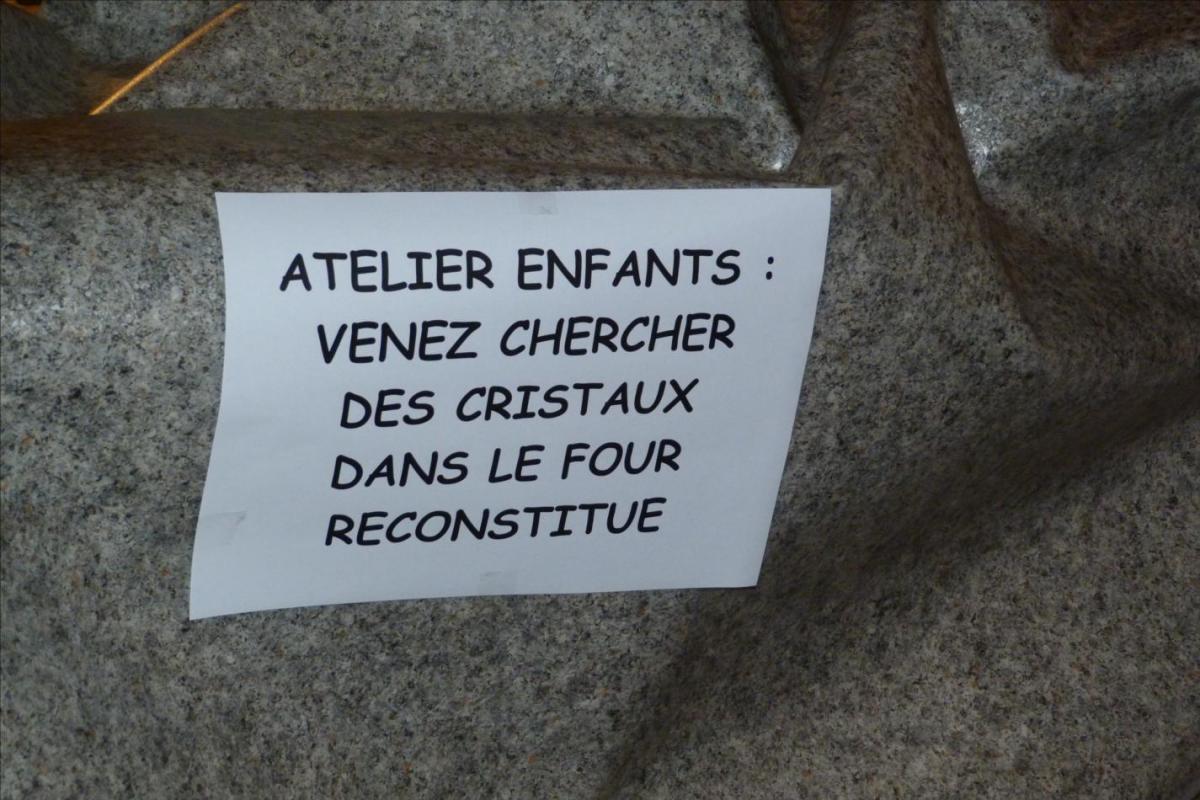 ATELIER ENFANTS :
VENEZ CHERCHER
DES CRISTAUX
DANS LE FOUR
RECONSTITUE